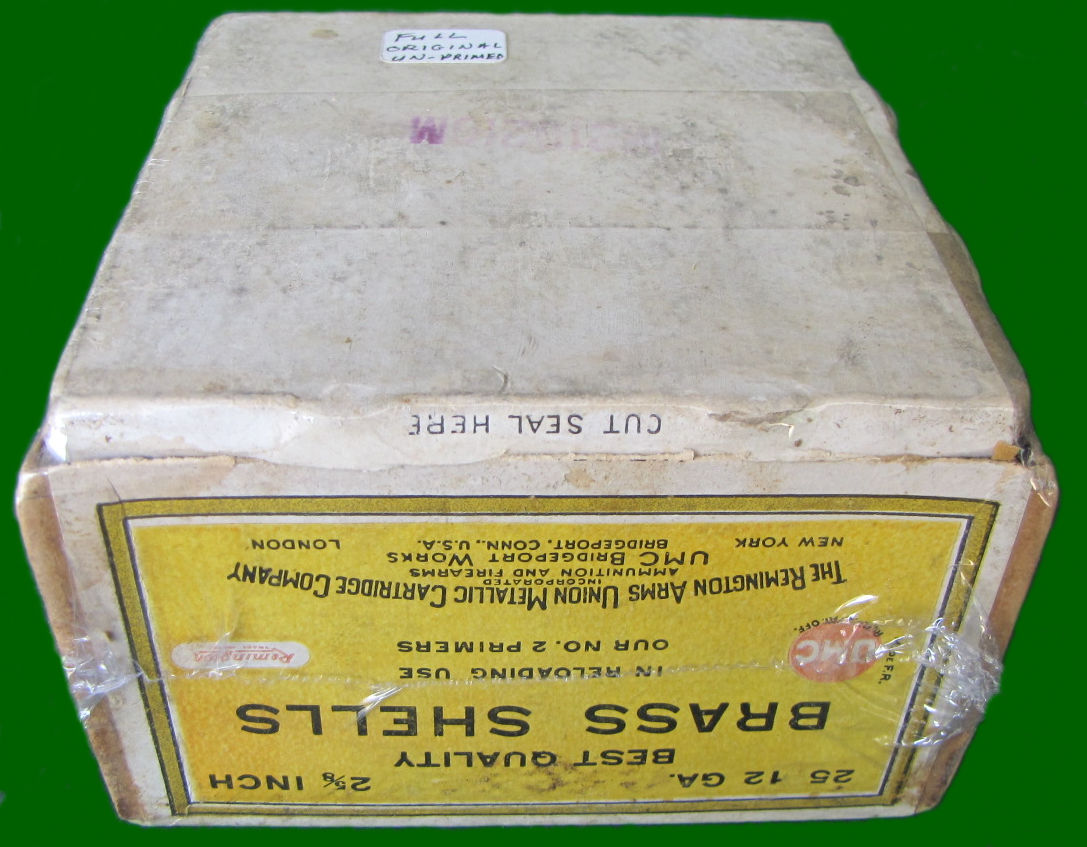 FULL
ORIGINAL
UN-PRIMED
CUT SEAL HERE
25 12 GA. 2⅝ INCH
BEST QUALITY
BRASS SHELLS
IN RELOADING USE
OUR NO. 2 PRIMERS
UMC
Remington
THE REMINGTON ARMS UNION METALLIC CARTRIDGE COMPANY
INCORPORATED
AMMUNITION AND FIREARMS
UMC BRIDGEPORT WORKS
NEW YORK BRIDGEPORT, CONN., U.S.A. LONDON